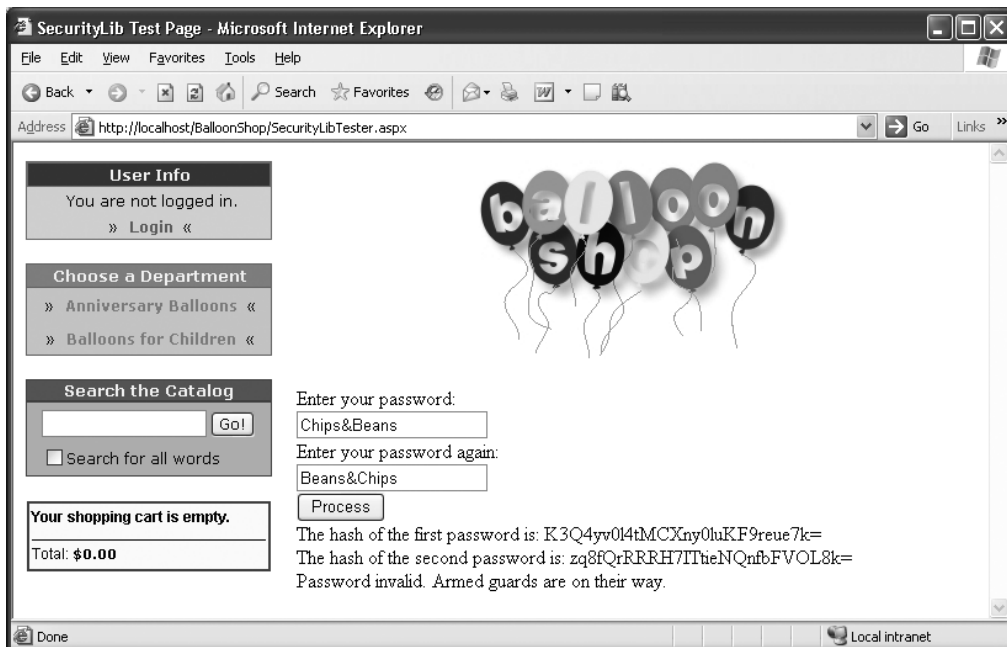 SecurityLib Test Page - Microsoft Internet Explorer
File Edit View Favorites Tools Help
Back Search Favorites
Address http://localhost/BalloonShop/SecurityLibTester.aspx Go Links »
User Info
You are not logged in.
» Login «
Choose a Department
» Anniversary Balloons «
» Balloons for Children «
Search the Catalog
Go!
Search for all words
Your shopping cart is empty.
Total: $0.00
balloon
shop
Enter your password:
Chips&Beans
Enter your password again:
Beans&Chips
Process
The hash of the first password is: K3Q4yv0l4tMCXny0luKF9reue7k=
The hash of the second password is: zq8fQrRRRH7ITtieNQnfbFVOL8k=
Password invalid. Armed guards are on their way.
Done Local intranet